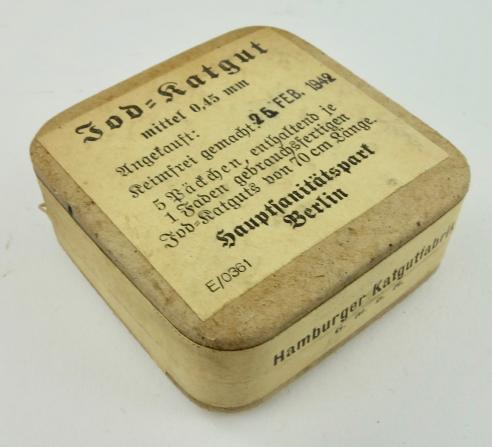 Jod=Katgut
mittel 0,45 mm
Angekauft:
Keimfrei gemacht: 26 FEB. 1942
5 Päckchen, enthaltend je
1 Faden gebrauchsfertigen
Jod=Katguts von 70 cm Länge.
Hauptsanitätspark
Berlin
E/0361
Hamburger Katgutfabrik